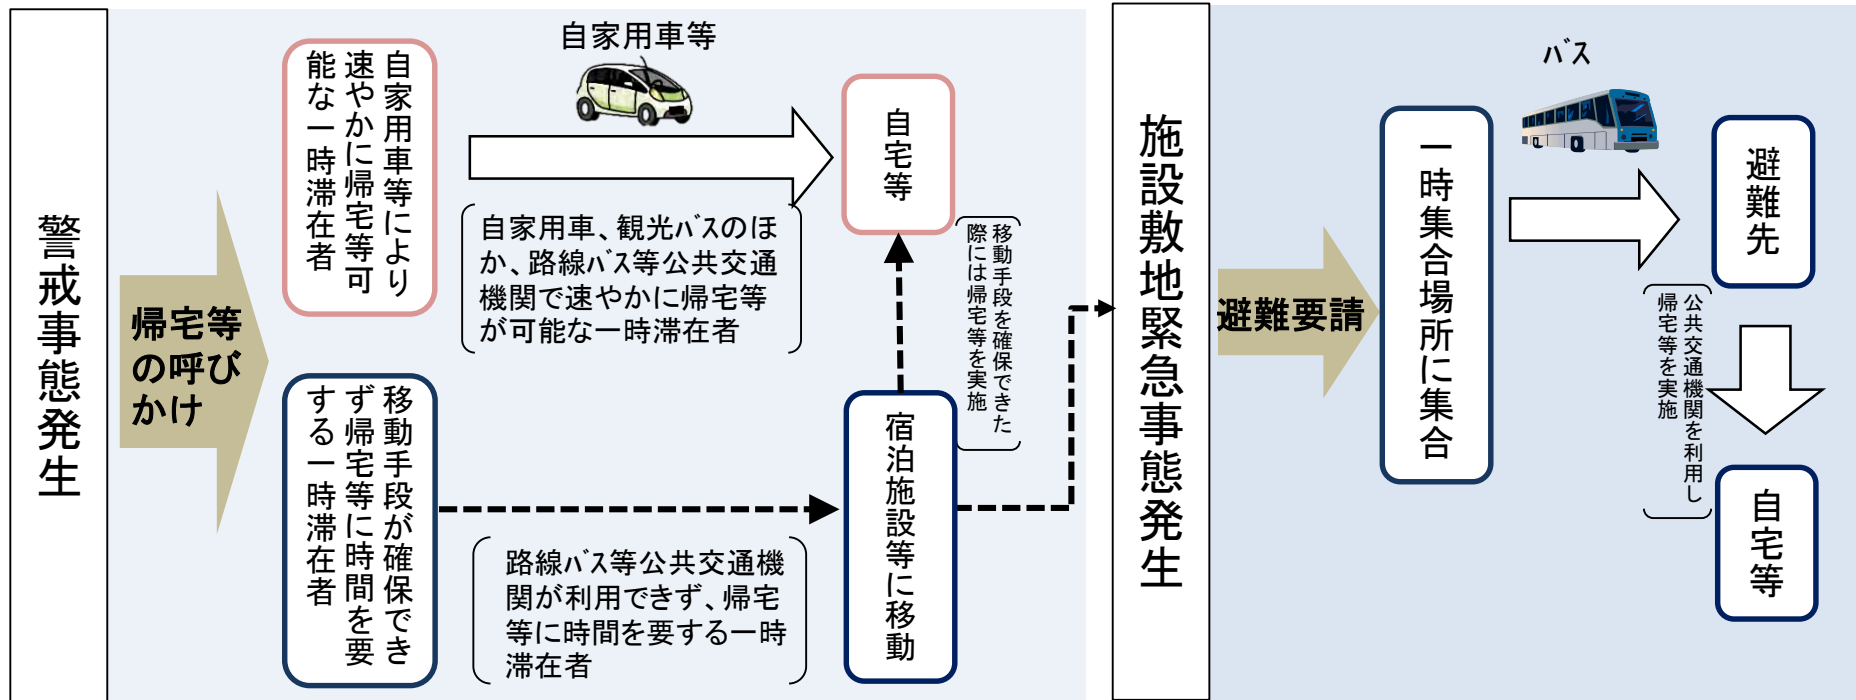 警戒事態発生
帰宅等
の呼び
かけ
自家用車等により
速やかに帰宅等可
能な一時滞在者
自家用車等
自家用車、観光バスのほ
か、路線バス等公共交通
機関で速やかに帰宅等
が可能な一時滞在者
自宅等
移動手段を確保できた
際には帰宅等を実施
移動手段が確保でき
ず帰宅等に時間を要
する一時滞在者
路線バス等公共交通機
関が利用できず、帰宅
等に時間を要する一時
滞在者
宿泊施設等に移動
施設敷地緊急事態発生
避難要請
一時集合場所に集合
バス
避難先
公共交通機関を利用し
帰宅等を実施
自宅等